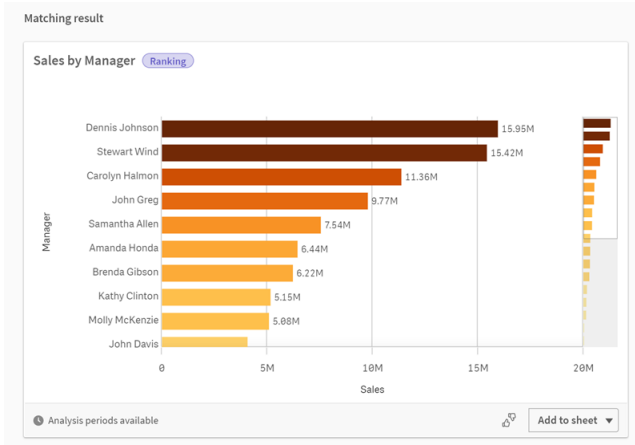 Matching result
Sales by Manager Ranking
Dennis Johnson 15.95M
Stewart Wind 15.42M
Carolyn Halmon 11.36M
John Greg 9.77M
Samantha Allen 7.54M
Amanda Honda 6.44M
Brenda Gibson 6.22M
Kathy Clinton 5.15M
Molly McKenzie 5.08M
John Davis
Manager
0 5M 10M 15M 20M
Sales
Analysis periods available Add to sheet